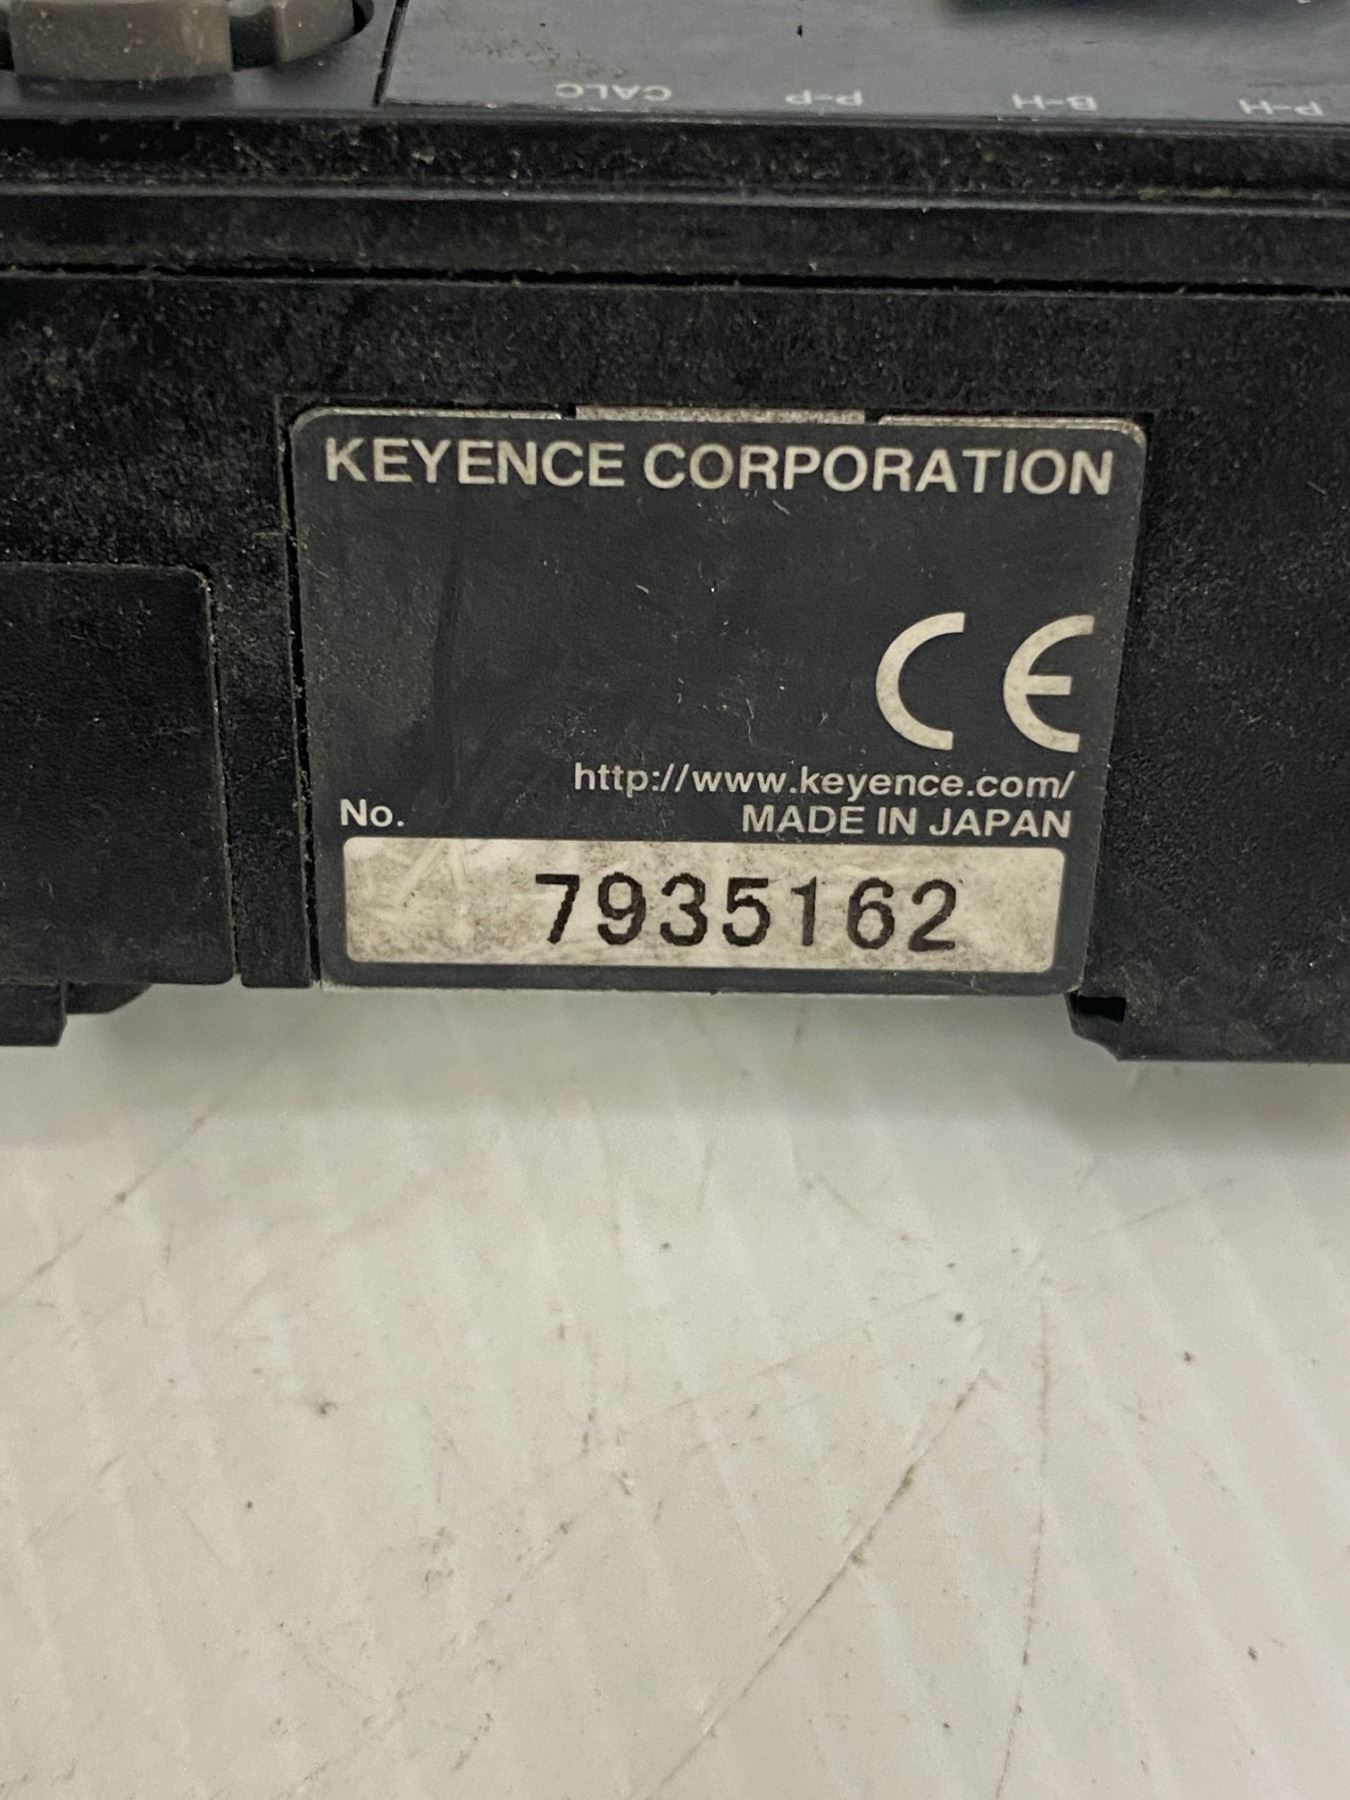 CALC P-P B-H P-H
KEYENCE CORPORATION
CE
http://www.keyence.com/
No. MADE IN JAPAN
7935162